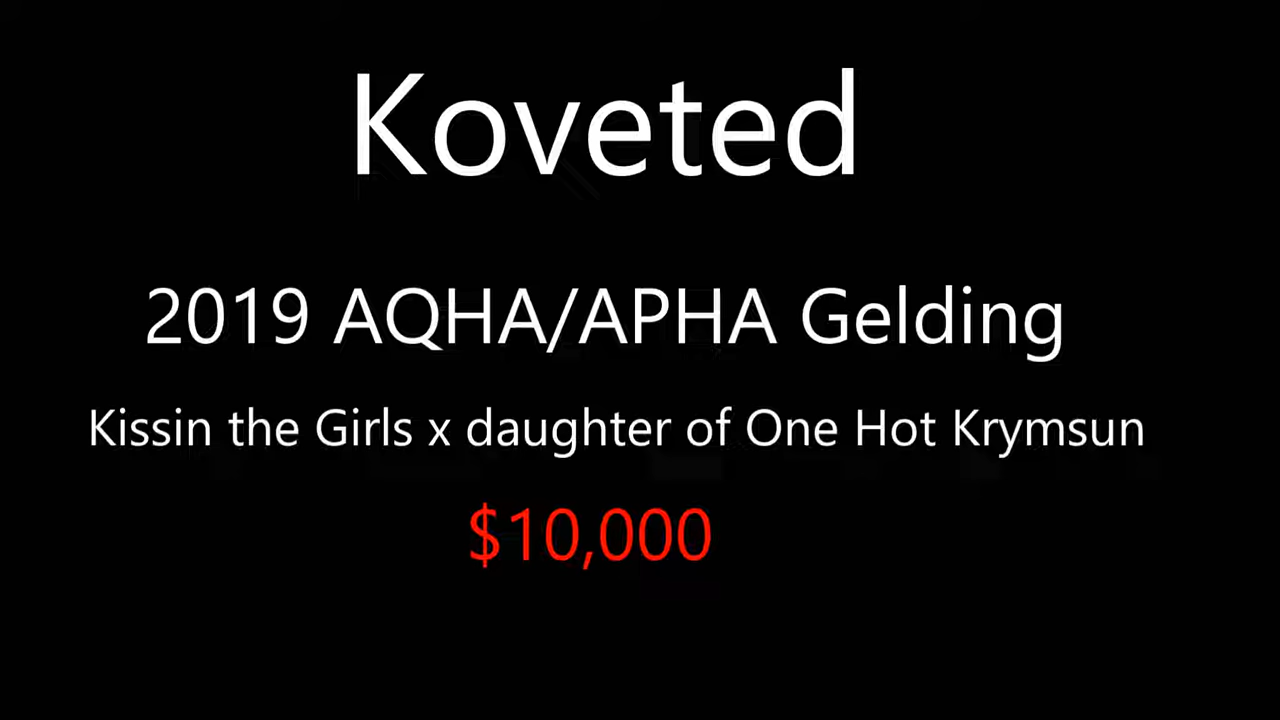 Koveted
2019 AQHA/APHA Gelding
Kissin the Girls x daughter of One Hot Krymsun
$10,000